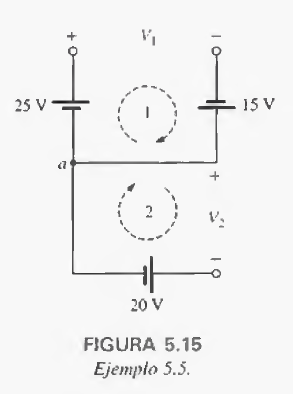 + V₁ −
25 V 1 15 V
a
+
2 V₂
−
20 V
FIGURA 5.15
Ejemplo 5.5.